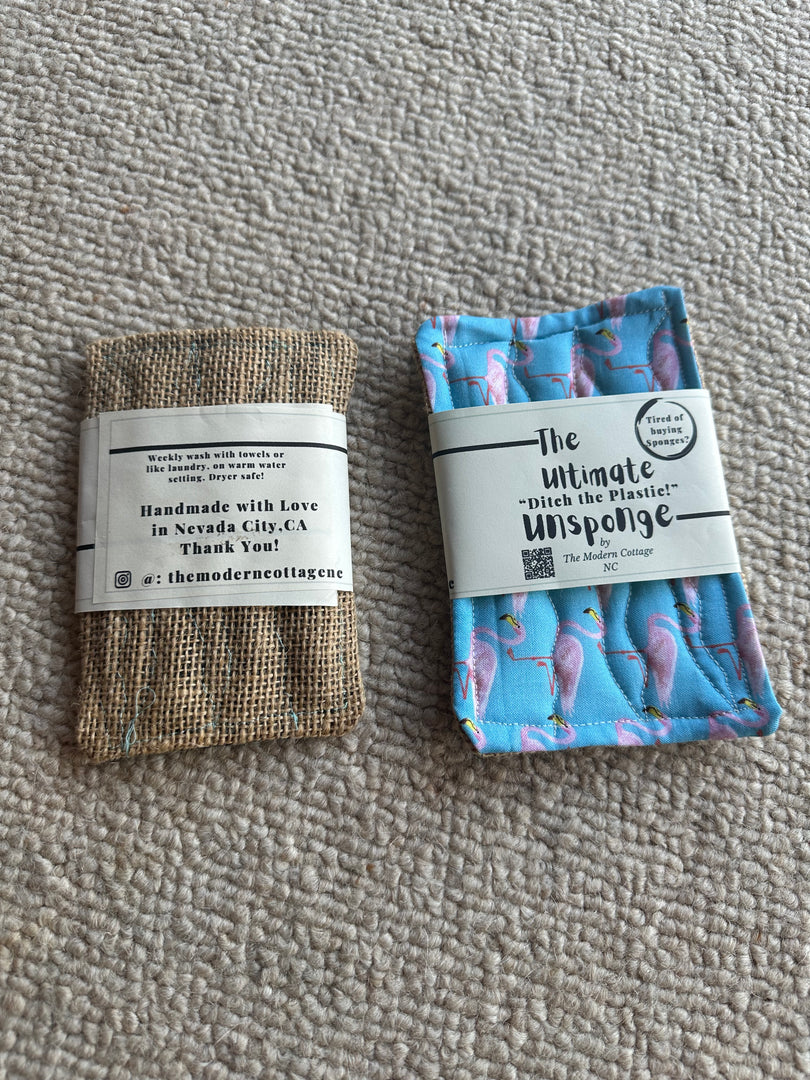 Weekly wash with towels or
like laundry, on warm water
setting. Dryer safe!
Handmade with Love
in Nevada City,CA
Thank You!
@: themoderncottagenc
Tired of
buying
Sponges?
The
Ultimate
"Ditch the Plastic!"
Unsponge
by
The Modern Cottage
NC